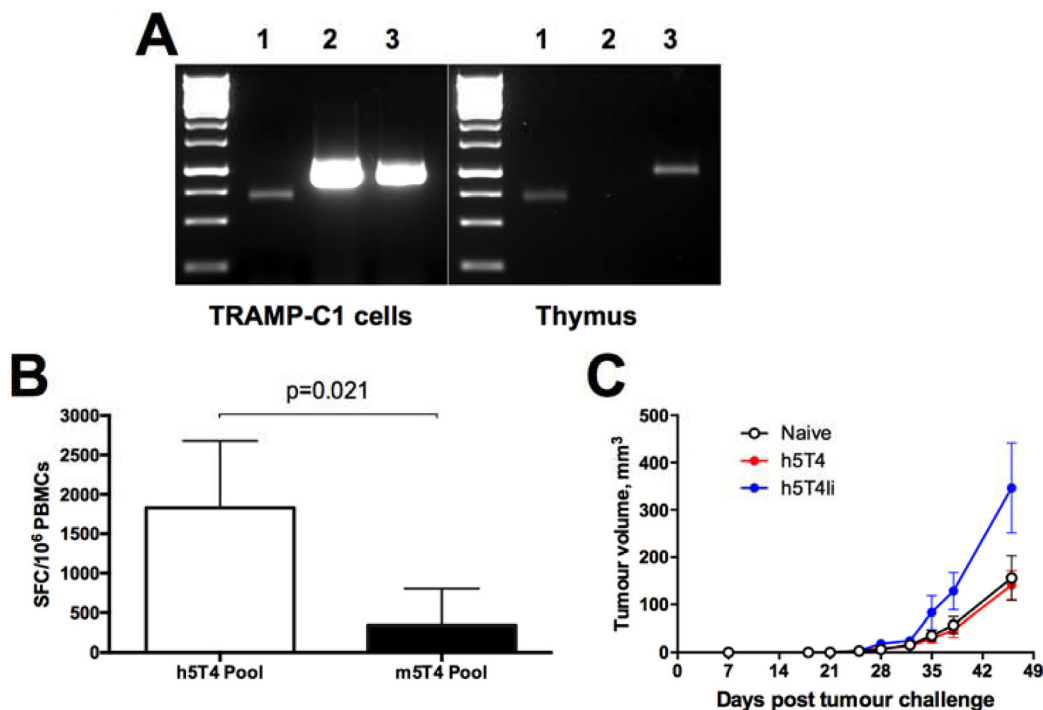 A
1 2 3 1 2 3
TRAMP-C1 cells Thymus
B
p=0.021
SFC/10⁶ PBMCs
3000
2500
2000
1500
1000
500
0
h5T4 Pool m5T4 Pool
C
Tumour volume, mm³
500
400
300
200
100
0
Naive
h5T4
h5T4li
0 7 14 18 21 28 35 42 49
Days post tumour challenge